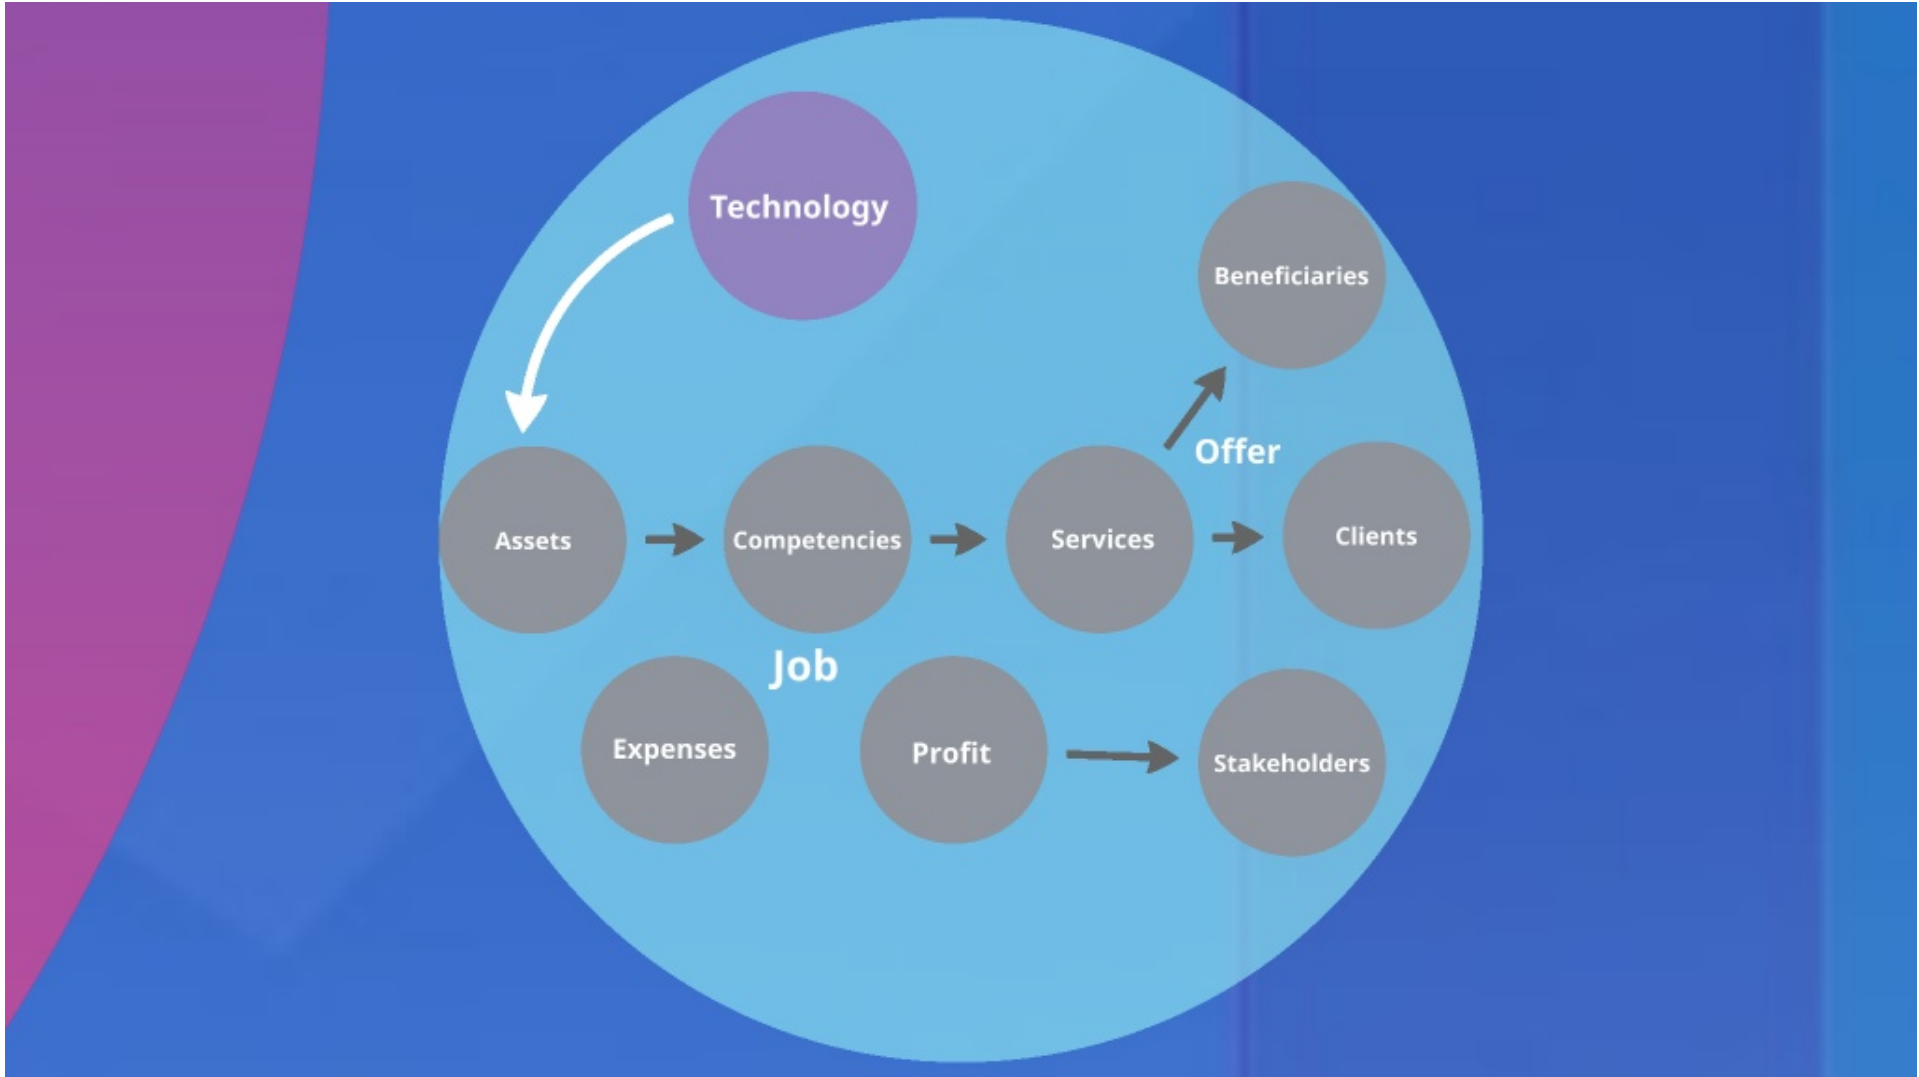 Technology
Beneficiaries
Offer
Assets
Competencies
Services
Clients
Job
Expenses
Profit
Stakeholders